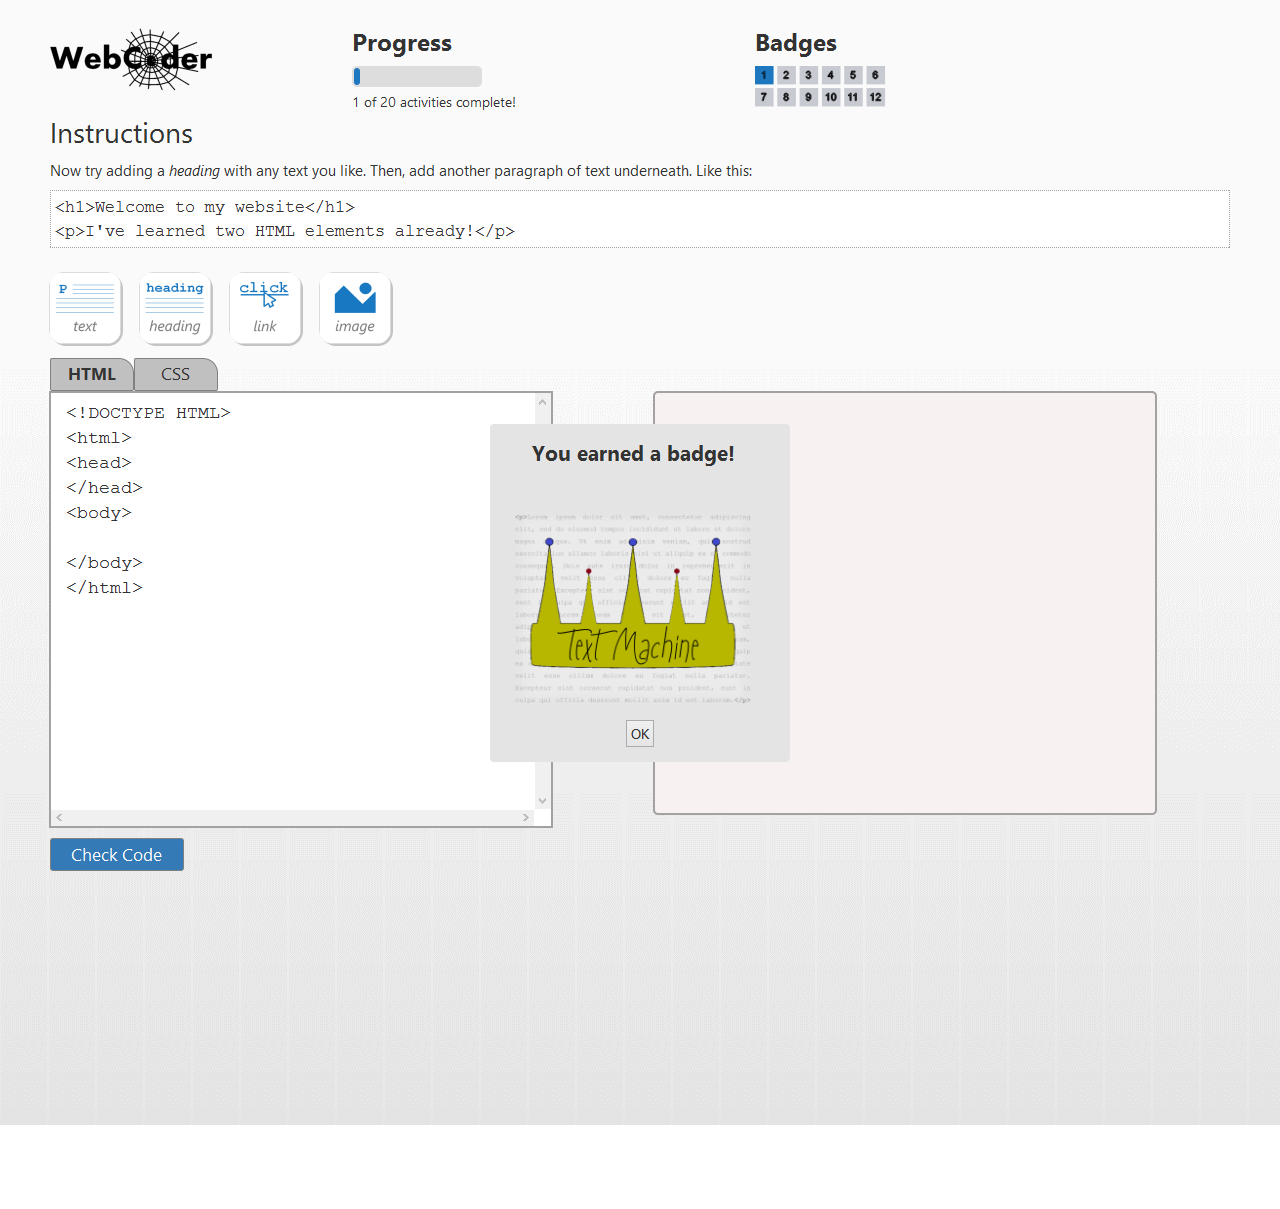 WebCoder
Progress
1 of 20 activities complete!
Badges
1 2 3 4 5 6
7 8 9 10 11 12
Instructions
Now try adding a heading with any text you like. Then, add another paragraph of text underneath. Like this:
<h1>Welcome to my website</h1>
<p>I've learned two HTML elements already!</p>
P
text
heading
heading
click
link
image
HTML
CSS
<!DOCTYPE HTML>
<html>
<head>
</head>
<body>
</body>
</html>
You earned a badge!
Text Machine
OK
Check Code